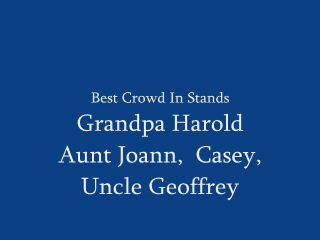 Best Crowd In Stands
Grandpa Harold
Aunt Joann,  Casey,
Uncle Geoffrey